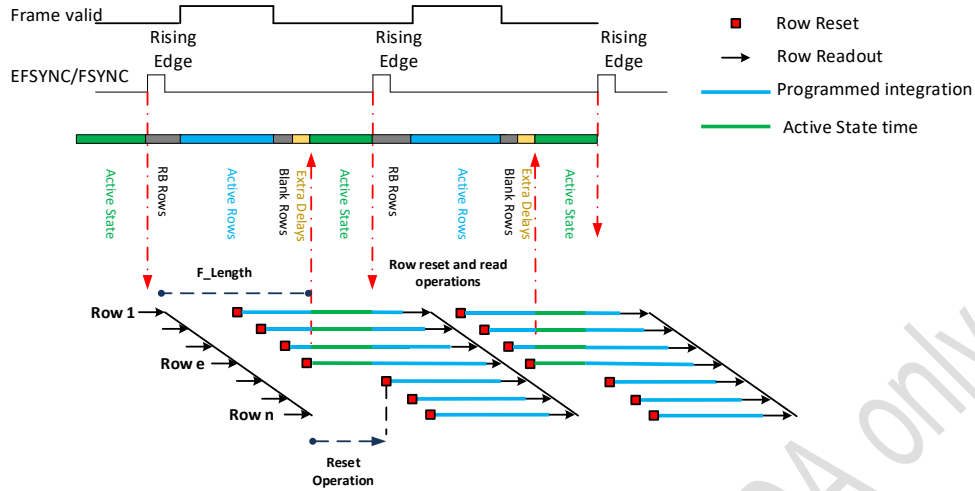 Frame valid
Rising
Edge
Rising
Edge
Rising
Edge
EFSYNC/FSYNC
Row Reset
Row Readout
Programmed integration
Active State time
Active State
RB Rows
Active Rows
Blank Rows
Extra Delays
Active State
RB Rows
Active Rows
Blank Rows
Extra Delays
Active State
F_Length
Row reset and read
operations
Row 1
Row e
Row n
Reset
Operation
DA only